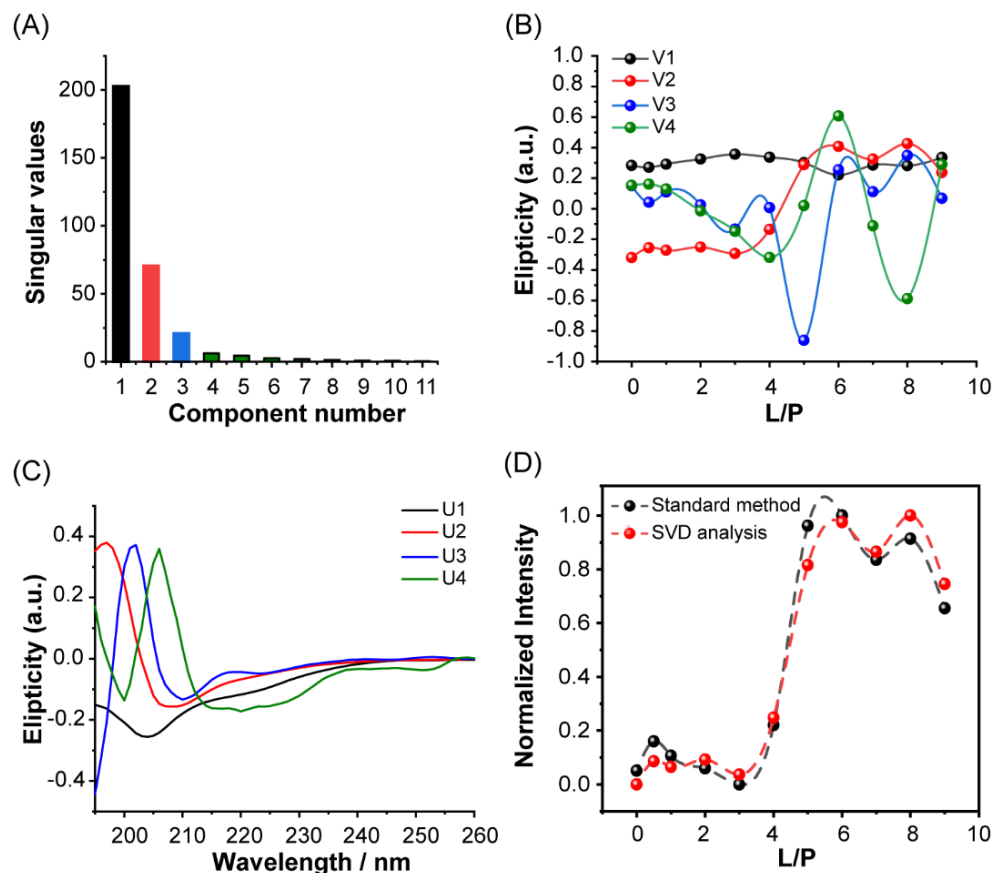 (A)
Singular values
200
150
100
50
0
1 2 3 4 5 6 7 8 9 10 11
Component number
(B)
Elipticity (a.u.)
1.0
0.8
0.6
0.4
0.2
0.0
-0.2
-0.4
-0.6
-0.8
-1.0
V1
V2
V3
V4
0 2 4 6 8 10
L/P
(C)
Elipticity (a.u.)
0.4
0.2
0.0
-0.2
-0.4
U1
U2
U3
U4
200 210 220 230 240 250 260
Wavelength / nm
(D)
Normalized Intensity
1.0
0.8
0.6
0.4
0.2
0.0
Standard method
SVD analysis
0 2 4 6 8 10
L/P